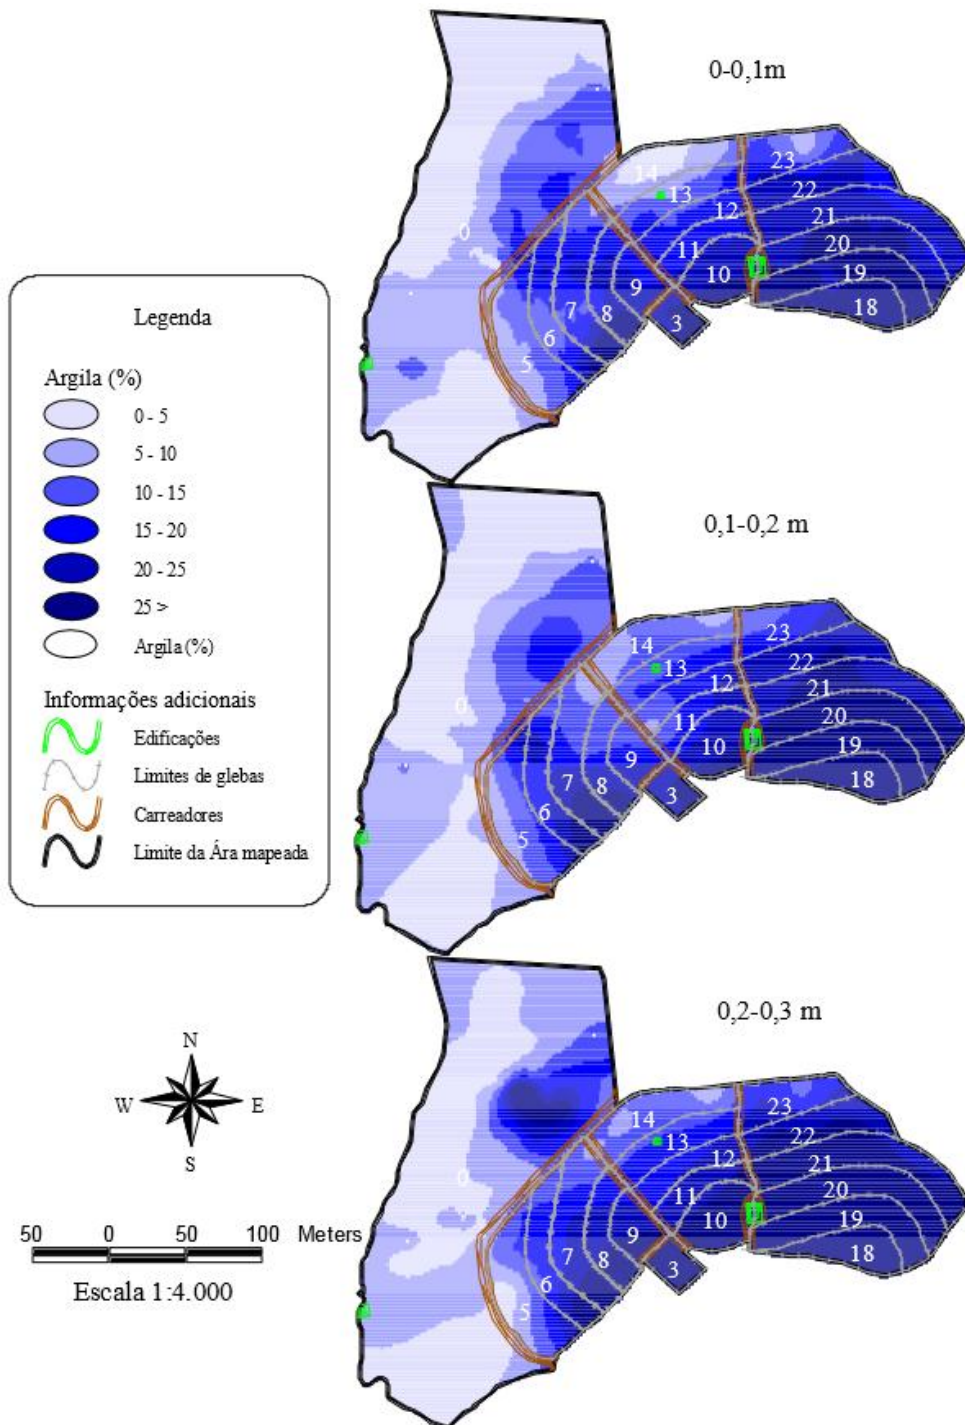 0-0,1m
14
23
13
22
12
21
0
11
20
10
19
9
18
7
8
3
6
5
Legenda
Argila (%)
0 - 5
5 - 10
10 - 15
15 - 20
20 - 25
25 >
Argila (%)
Informações adicionais
Edificações
Limites de glebas
Carreadores
Limite da Ára mapeada
0,1-0,2 m
14
23
13
22
12
21
0
11
20
10
19
9
18
7
8
3
6
5
0,2-0,3 m
14
23
13
22
12
21
0
11
20
10
19
9
18
7
8
3
6
5
N
W E
S
50 0 50 100 Meters
Escala 1:4.000